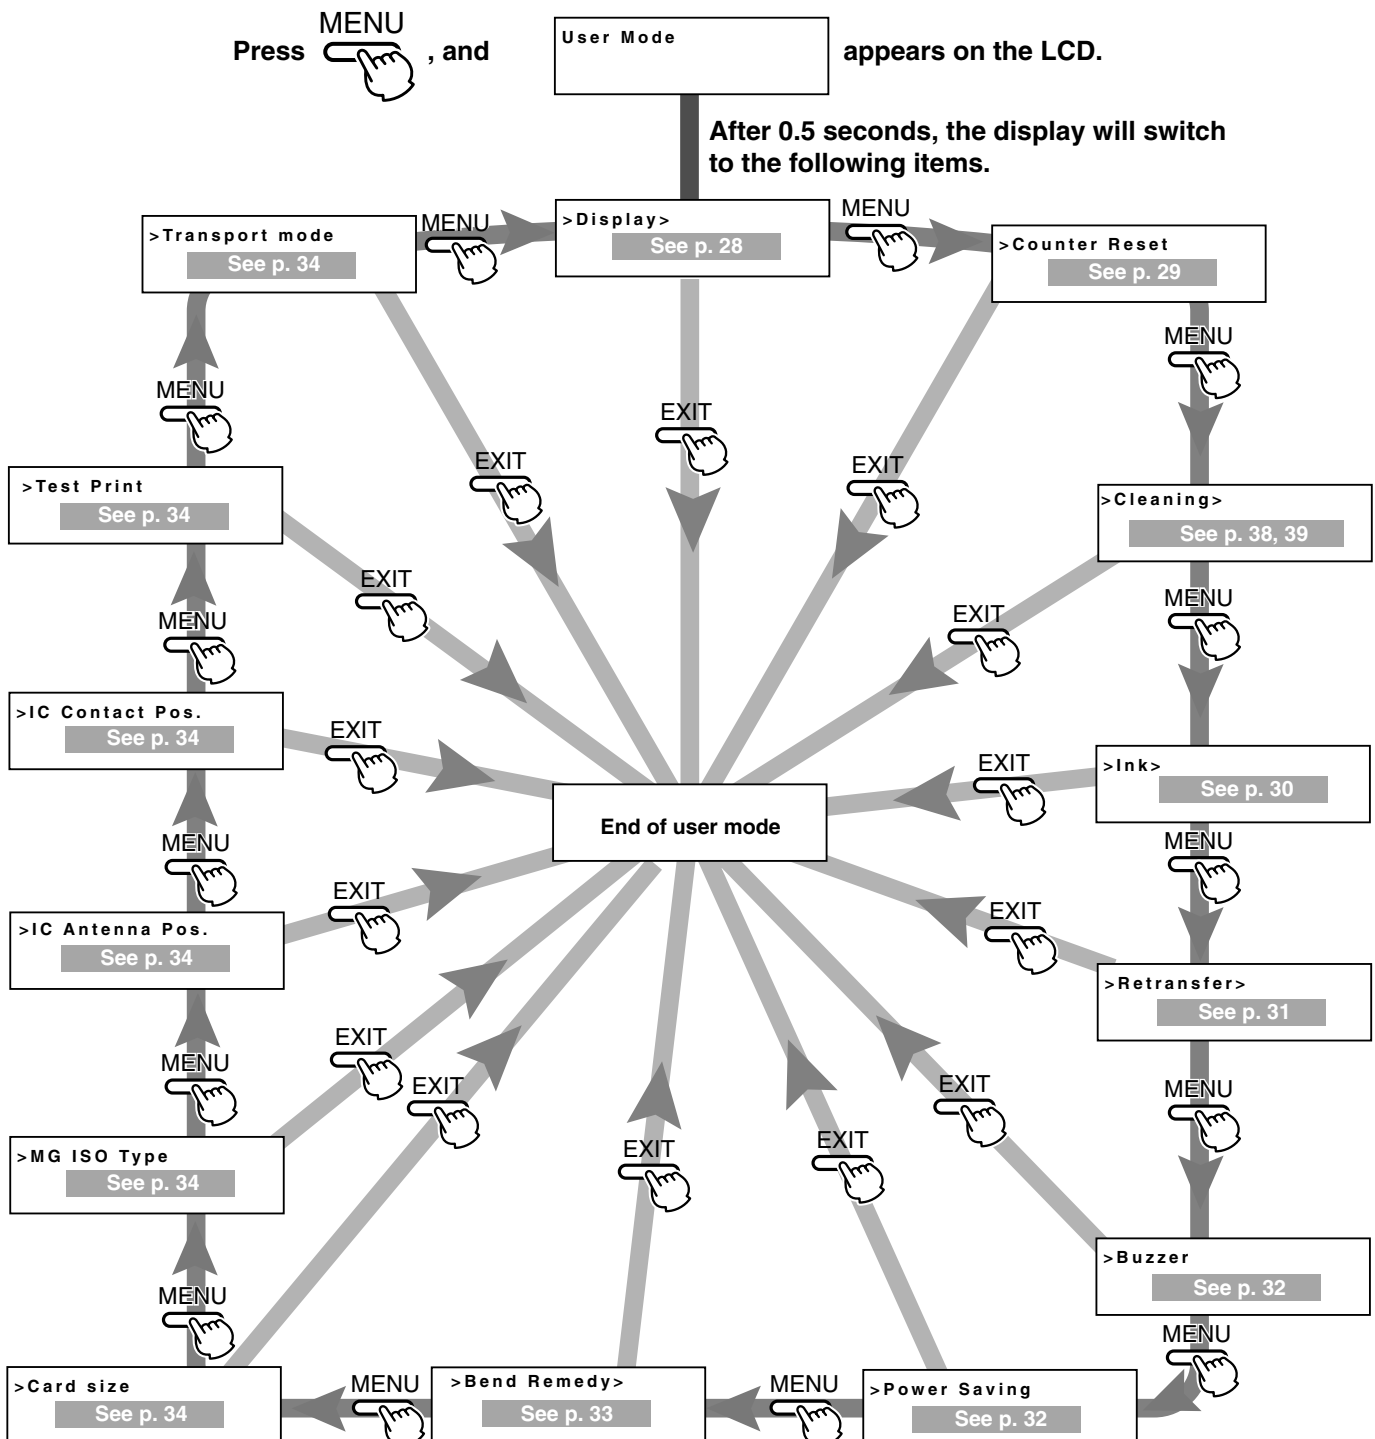 MENU
Press , and
User Mode
appears on the LCD.
After 0.5 seconds, the display will switch
to the following items.
>Transport mode
See p. 34
MENU
>Display>
See p. 28
MENU
>Counter Reset
See p. 29
MENU
MENU
EXIT
EXIT
EXIT
>Test Print
See p. 34
>Cleaning>
See p. 38, 39
EXIT
MENU
EXIT
MENU
>IC Contact Pos.
See p. 34
EXIT
EXIT
>Ink>
See p. 30
End of user mode
MENU
MENU
EXIT
>IC Antenna Pos.
See p. 34
EXIT
>Retransfer>
See p. 31
EXIT
MENU
EXIT
EXIT
MENU
>MG ISO Type
See p. 34
EXIT
EXIT
>Buzzer
See p. 32
MENU
MENU
>Card size
See p. 34
MENU
>Bend Remedy>
See p. 33
MENU
>Power Saving
See p. 32